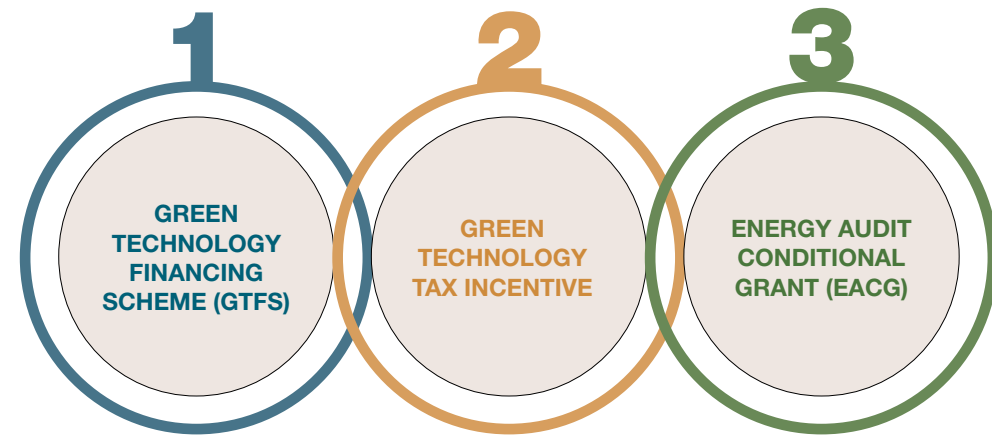 1
GREEN
TECHNOLOGY
FINANCING
SCHEME (GTFS)
2
GREEN
TECHNOLOGY
TAX INCENTIVE
3
ENERGY AUDIT
CONDITIONAL
GRANT (EACG)